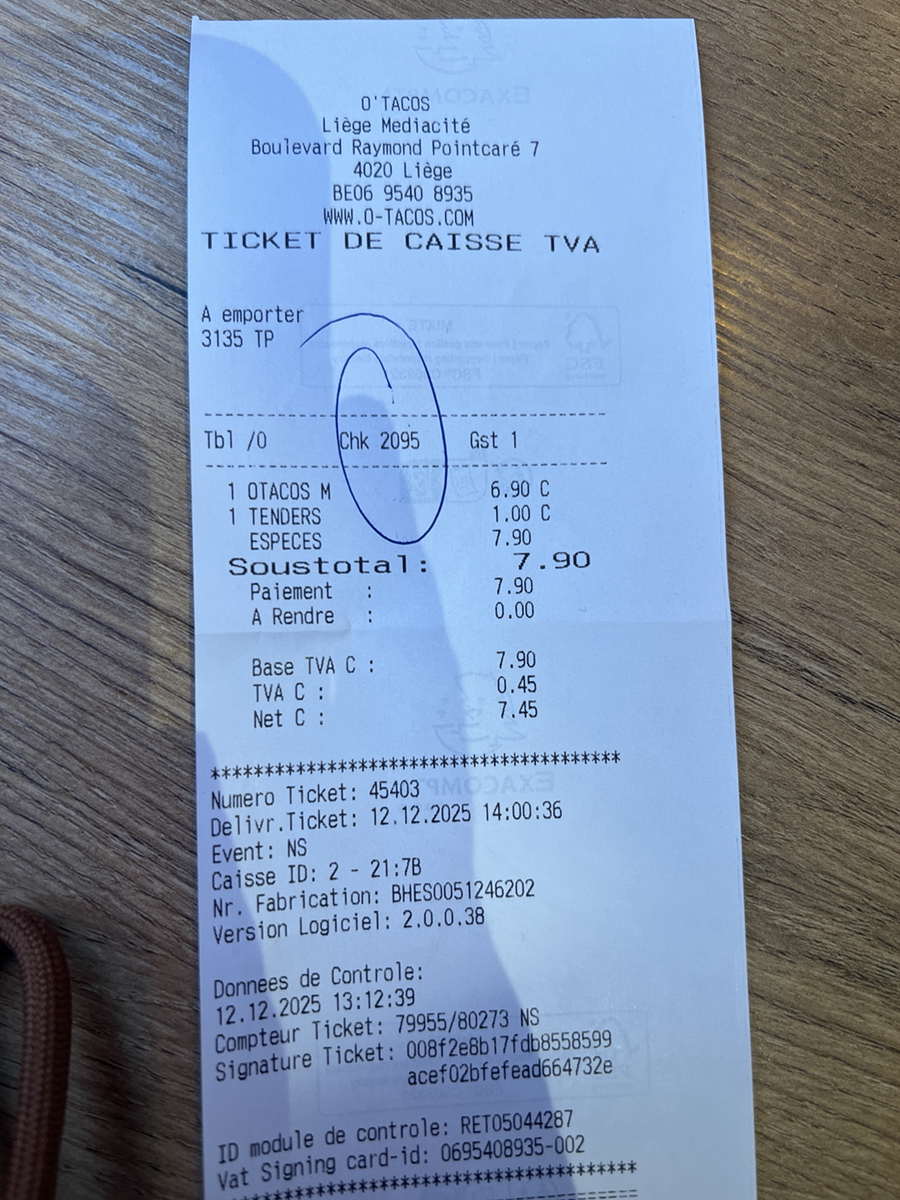 O'TACOS
Liège Mediacité
Boulevard Raymond Pointcaré 7
4020 Liège
BE06 9540 8935
WWW.O-TACOS.COM
TICKET DE CAISSE TVA
A emporter
3135 TP
Tbl /0 Chk 2095 Gst 1
1 OTACOS M 6.90 C
1 TENDERS 1.00 C
ESPECES 7.90
Soustotal: 7.90
Paiement : 7.90
A Rendre : 0.00
Base TVA C : 7.90
TVA C : 0.45
Net C : 7.45
****************************************
Numero Ticket: 45403
Delivr.Ticket: 12.12.2025 14:00:36
Event: NS
Caisse ID: 2 - 21:7B
Nr. Fabrication: BHES0051246202
Version Logiciel: 2.0.0.38
Donnees de Controle:
12.12.2025 13:12:39
Compteur Ticket: 79955/80273 NS
Signature Ticket: 008f2e8b17fdb8558599
acef02bfefead664732e
ID module de controle: RET05044287
Vat Signing card-id: 0695408935-002
****************************************